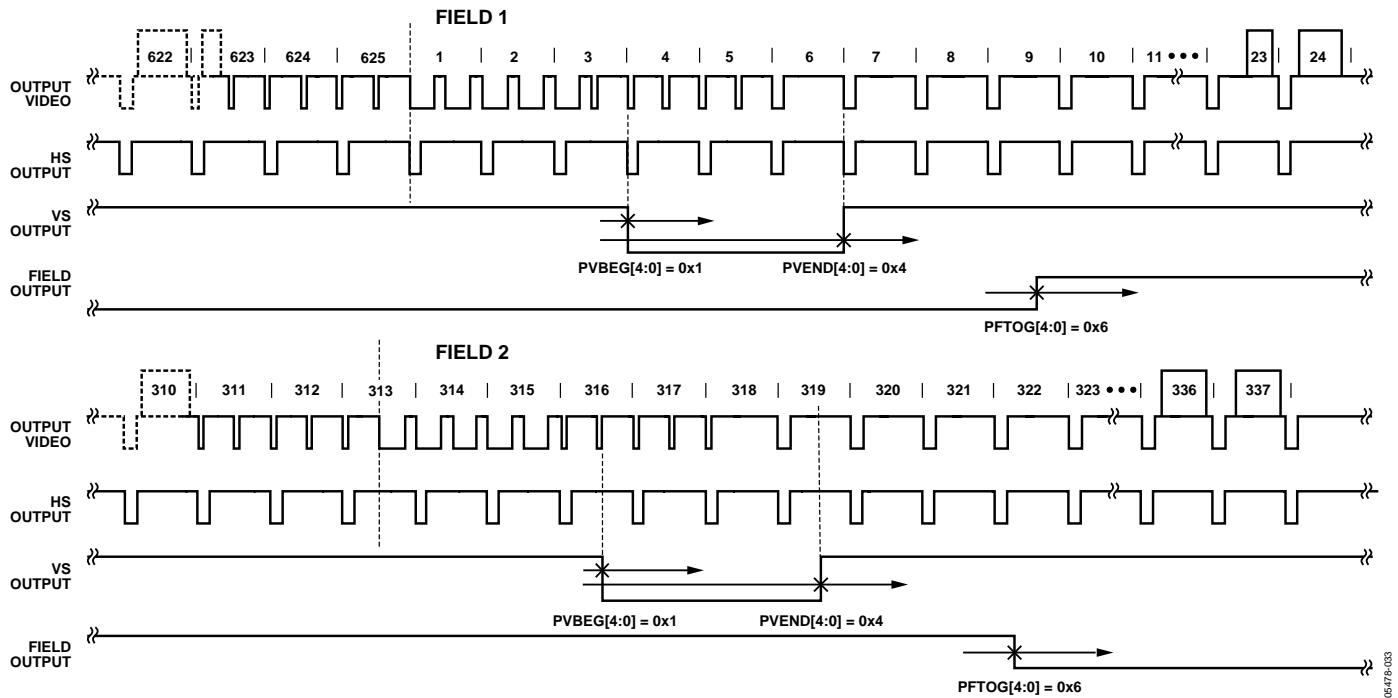 FIELD 1
622 623 624 625 1 2 3 4 5 6 7 8 9 10 11 ••• 23 24
OUTPUT
VIDEO
HS
OUTPUT
VS
OUTPUT
PVBEG[4:0] = 0x1 PVEND[4:0] = 0x4
FIELD
OUTPUT
PFTOG[4:0] = 0x6
FIELD 2
310 311 312 313 314 315 316 317 318 319 320 321 322 323 ••• 336 337
OUTPUT
VIDEO
HS
OUTPUT
VS
OUTPUT
PVBEG[4:0] = 0x1 PVEND[4:0] = 0x4
FIELD
OUTPUT
PFTOG[4:0] = 0x6
05478-033